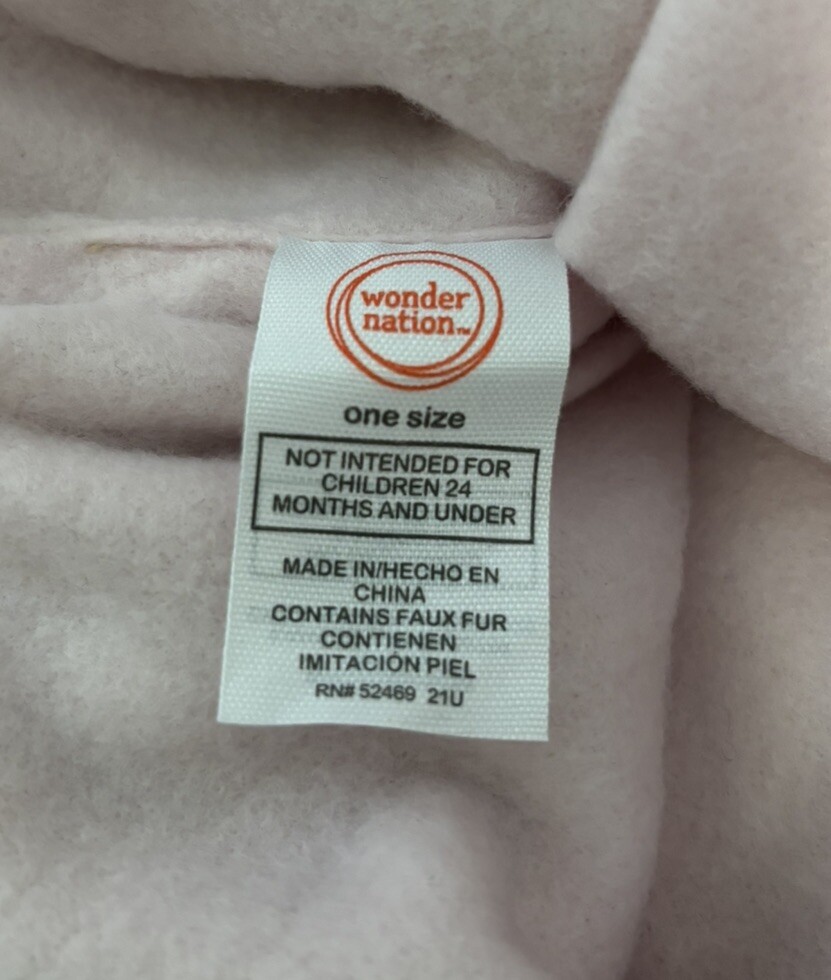 wonder
nation™
one size
NOT INTENDED FOR
CHILDREN 24
MONTHS AND UNDER
MADE IN/HECHO EN
CHINA
CONTAINS FAUX FUR
CONTIENEN
IMITACIÓN PIEL
RN# 52469 21U